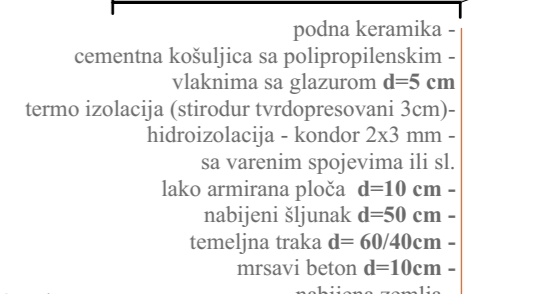 podna keramika -
cementna košuljica sa polipropilenskim -
vlaknima sa glazurom d=5 cm
termo izolacija (stirodur tvrdopresovani 3cm)-
hidroizolacija - kondor 2x3 mm -
sa varenim spojevima ili sl.
lako armirana ploča d=10 cm -
nabijeni šljunak d=50 cm -
temeljna traka d= 60/40cm -
mrsavi beton d=10cm -
nabijena zemlja -